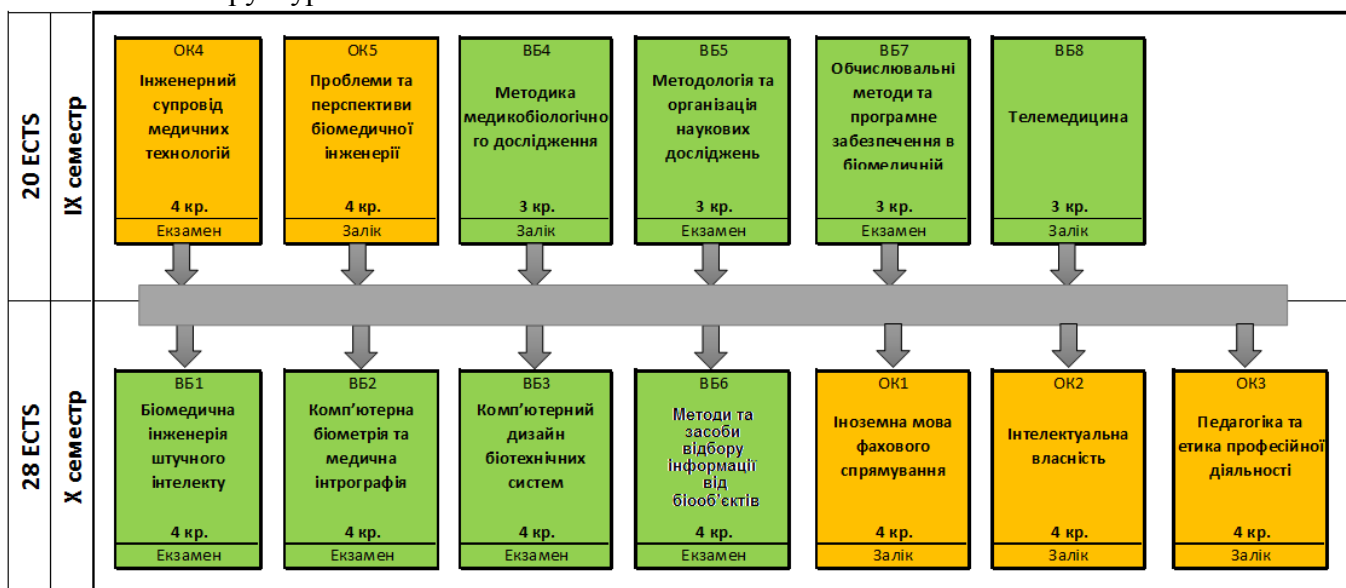 20 ECTS
IX семестр
ОК4
Інженерний
супровід
медичних
технологій
4 кр.
Екзамен
ОК5
Проблеми та
перспективи
біомедичної
інженерії
4 кр.
Залік
ВБ4
Методика
медикобіологічно
го дослідження
3 кр.
Залік
ВБ5
Методологія та
організація
наукових
досліджень
3 кр.
Екзамен
ВБ7
Обчислювальні
методи та
програмне
забезпечення в
біомеличній
3 кр.
Екзамен
ВБ8
Телемедицина
3 кр.
Залік
28 ECTS
X семестр
ВБ1
Біомедична
інженерія
штучного
інтелекту
4 кр.
Екзамен
ВБ2
Комп’ютерна
біометрія та
медична
інтрографія
4 кр.
Екзамен
ВБ3
Комп’ютерний
дизайн
біотехнічних
систем
4 кр.
Екзамен
ВБ6
Методи та
засоби
відбору
інформації
від
біооб’єктів
4 кр.
Екзамен
ОК1
Іноземна мова
фахового
спрямування
4 кр.
Залік
ОК2
Інтелектуальна
власність
4 кр.
Залік
ОК3
Педагогіка та
етика професійної
діяльності
4 кр.
Залік